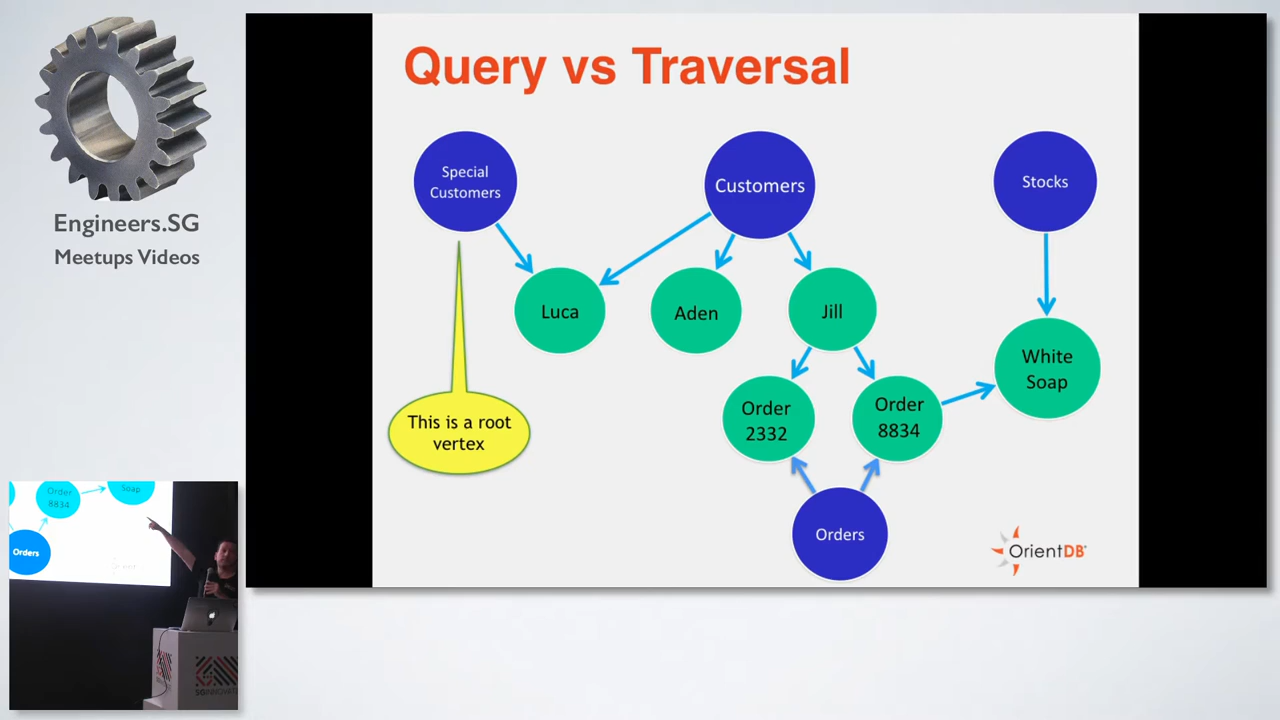 Engineers.SG
Meetups Videos
Query vs Traversal
Special
Customers
Customers
Stocks
Luca
Aden
Jill
White
Soap
Order
2332
Order
8834
This is a root
vertex
Orders
OrientDB
Order
8834
Soap
Orders